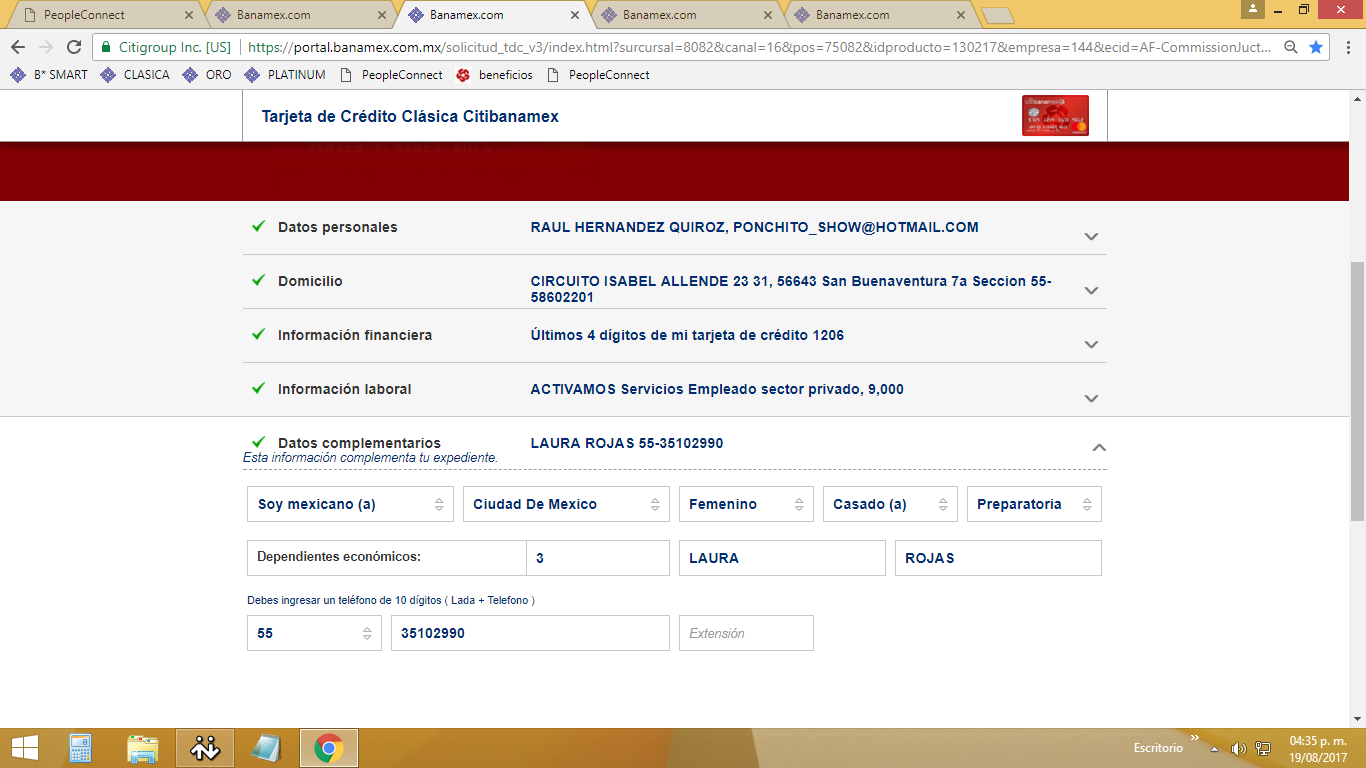 PeopleConnect
Banamex.com
Banamex.com
Banamex.com
Banamex.com
Citigroup Inc. [US]
https://portal.banamex.com.mx/solicitud_tdc_v3/index.html?surcursal=8082&canal=16&pos=75082&idproducto=130217&empresa=144&ecid=AF-CommissionJuct...
B* SMART
CLASICA
ORO
PLATINUM
PeopleConnect
beneficios
PeopleConnect
Tarjeta de Crédito Clásica Citibanamex
Datos personales
RAUL HERNANDEZ QUIROZ, PONCHITO_SHOW@HOTMAIL.COM
Domicilio
CIRCUITO ISABEL ALLENDE 23 31, 56643 San Buenaventura 7a Seccion 55-
58602201
Información financiera
Últimos 4 dígitos de mi tarjeta de crédito 1206
Información laboral
ACTIVAMOS Servicios Empleado sector privado, 9,000
Datos complementarios
LAURA ROJAS 55-35102990
Esta información complementa tu expediente.
Soy mexicano (a)
Ciudad De Mexico
Femenino
Casado (a)
Preparatoria
Dependientes económicos:
3
LAURA
ROJAS
Debes ingresar un teléfono de 10 dígitos ( Lada + Telefono )
55
35102990
Extensión
Escritorio
04:35 p. m.
19/08/2017